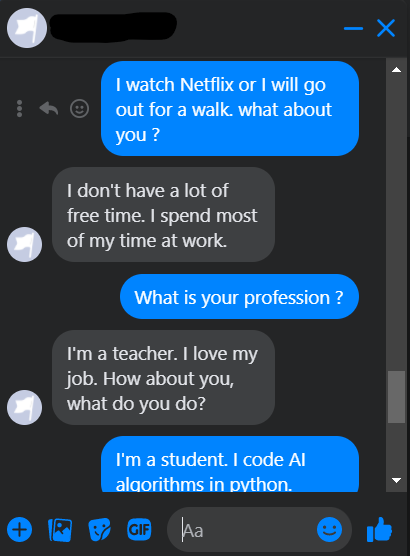 I watch Netflix or I will go
out for a walk. what about
you ?
I don't have a lot of
free time. I spend most
of my time at work.
What is your profession ?
I'm a teacher. I love my
job. How about you,
what do you do?
I'm a student. I code AI
algorithms in python.
GIF
Aa